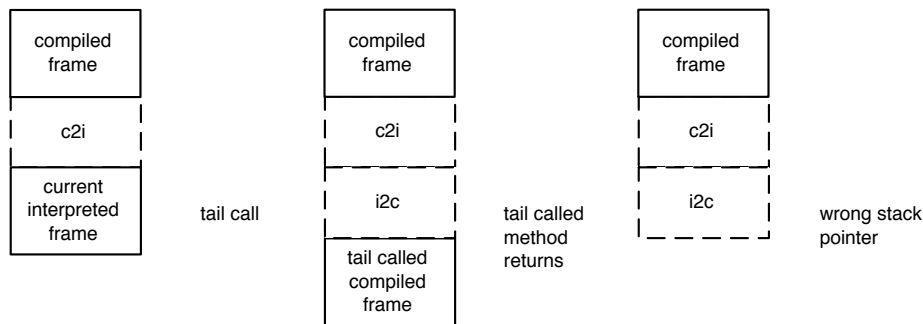 compiled
frame
c2i
current
interpreted
frame
tail call
compiled
frame
c2i
i2c
tail called
compiled
frame
tail called
method
returns
compiled
frame
c2i
i2c
wrong stack
pointer